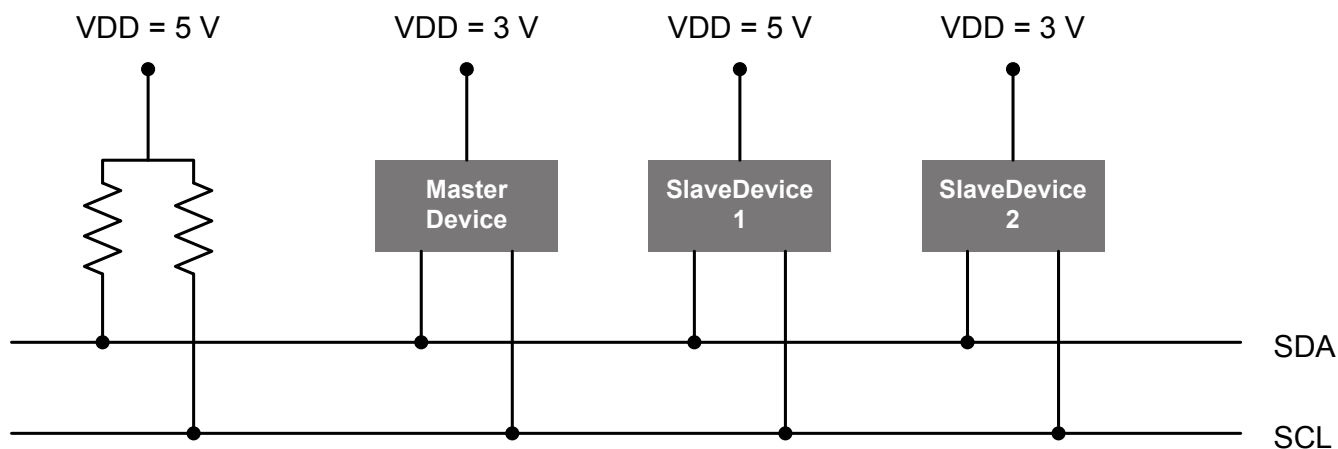 VDD = 5 V
VDD = 3 V
VDD = 5 V
VDD = 3 V
Master
Device
SlaveDevice
1
SlaveDevice
2
SDA
SCL